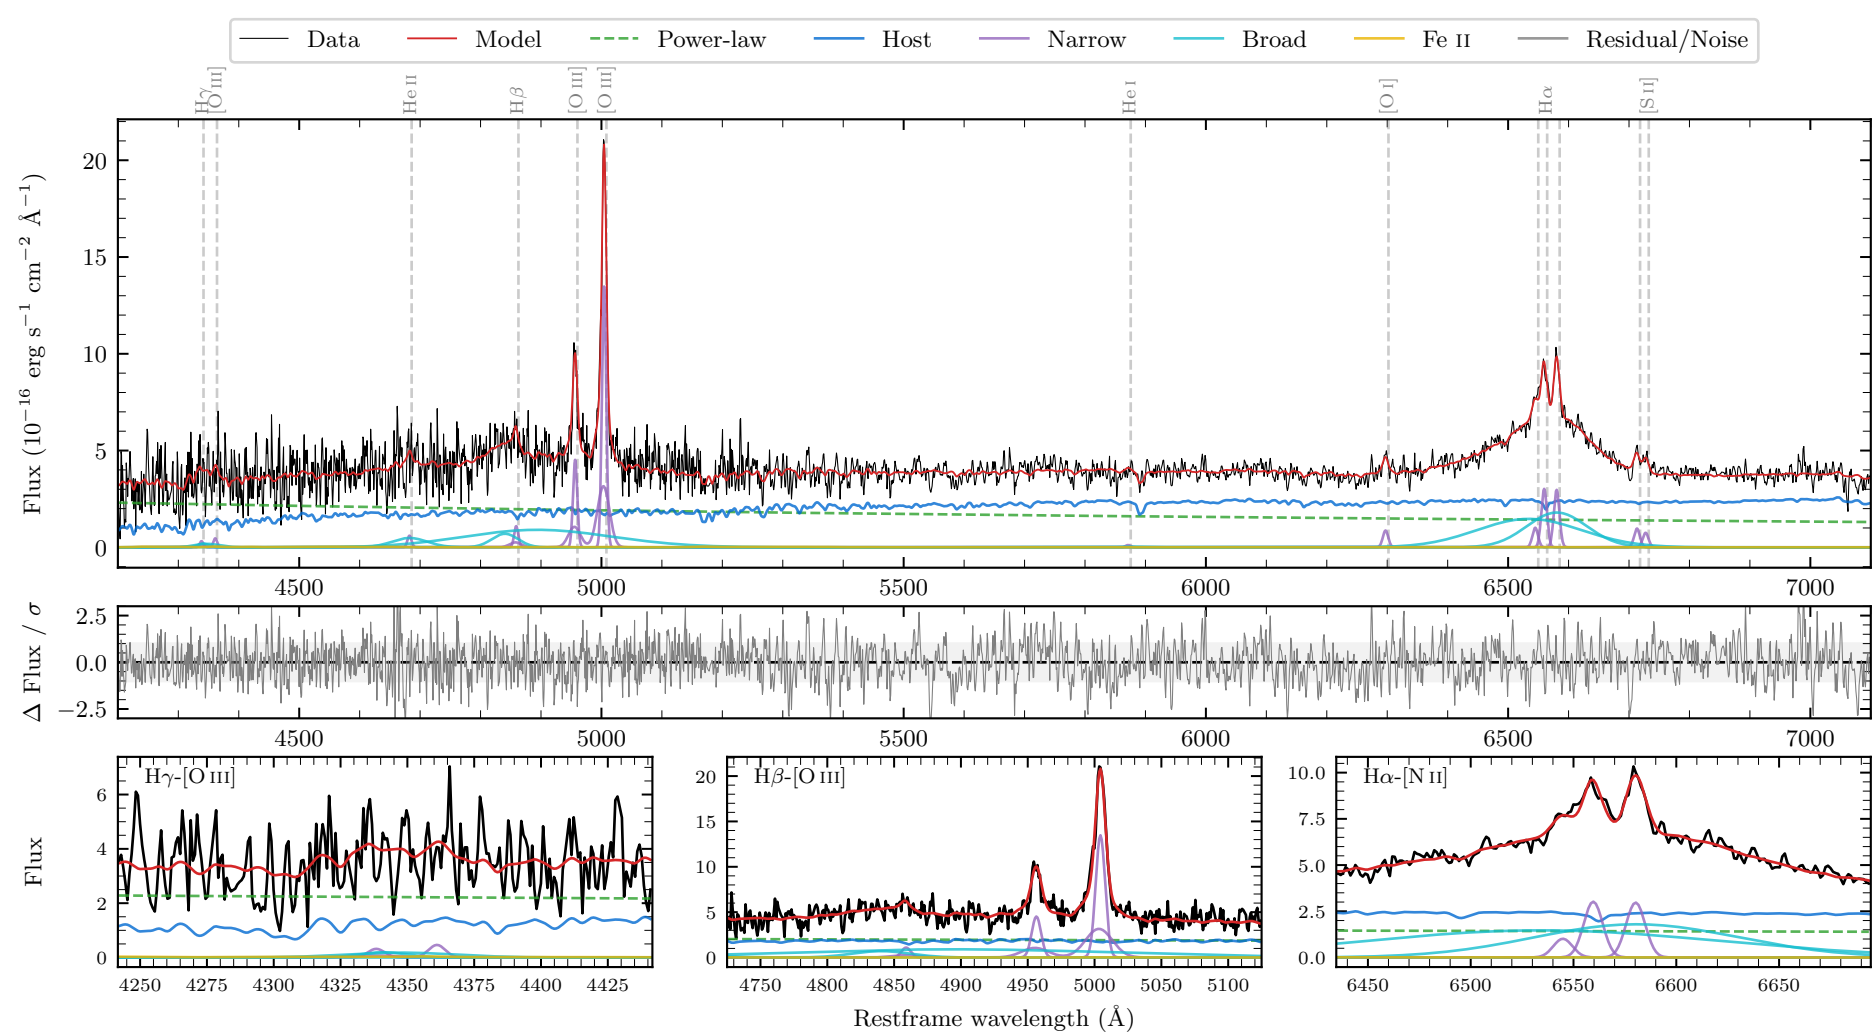 Data Model Power-law Host Narrow Broad Fe II Residual/Noise
Hγ [O III] He II Hβ [O III] [O III] He I [O I] Hα [S II]
Flux (10⁻¹⁶ erg s⁻¹ cm⁻² Å⁻¹)
20
15
10
5
0
4500 5000 5500 6000 6500 7000
Δ Flux / σ
2.5
0.0
−2.5
4500 5000 5500 6000 6500 7000
Flux
Hγ-[O III]
6
4
2
0
4250 4275 4300 4325 4350 4375 4400 4425
Hβ-[O III]
20
15
10
5
0
4750 4800 4850 4900 4950 5000 5050 5100
Hα-[N II]
10.0
7.5
5.0
2.5
0.0
6450 6500 6550 6600 6650
Restframe wavelength (Å)